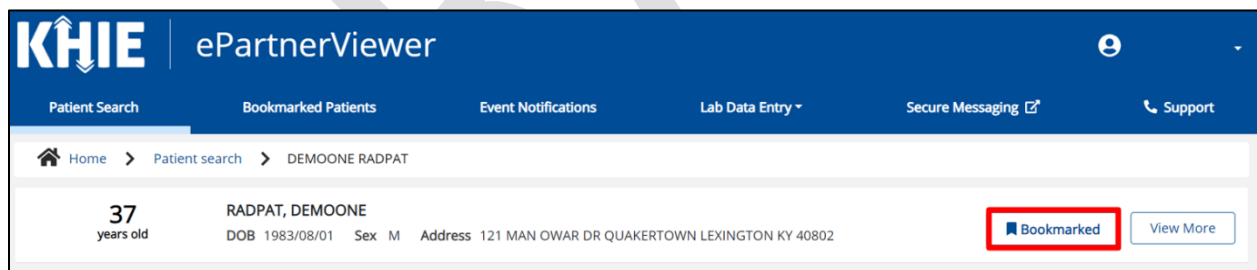 KHIE ePartnerViewer
Patient Search Bookmarked Patients Event Notifications Lab Data Entry Secure Messaging Support
Home > Patient search > DEMOONE RADPAT
37 years old
RADPAT, DEMOONE
DOB 1983/08/01 Sex M Address 121 MAN OWAR DR QUAKERTOWN LEXINGTON KY 40802
Bookmarked View More